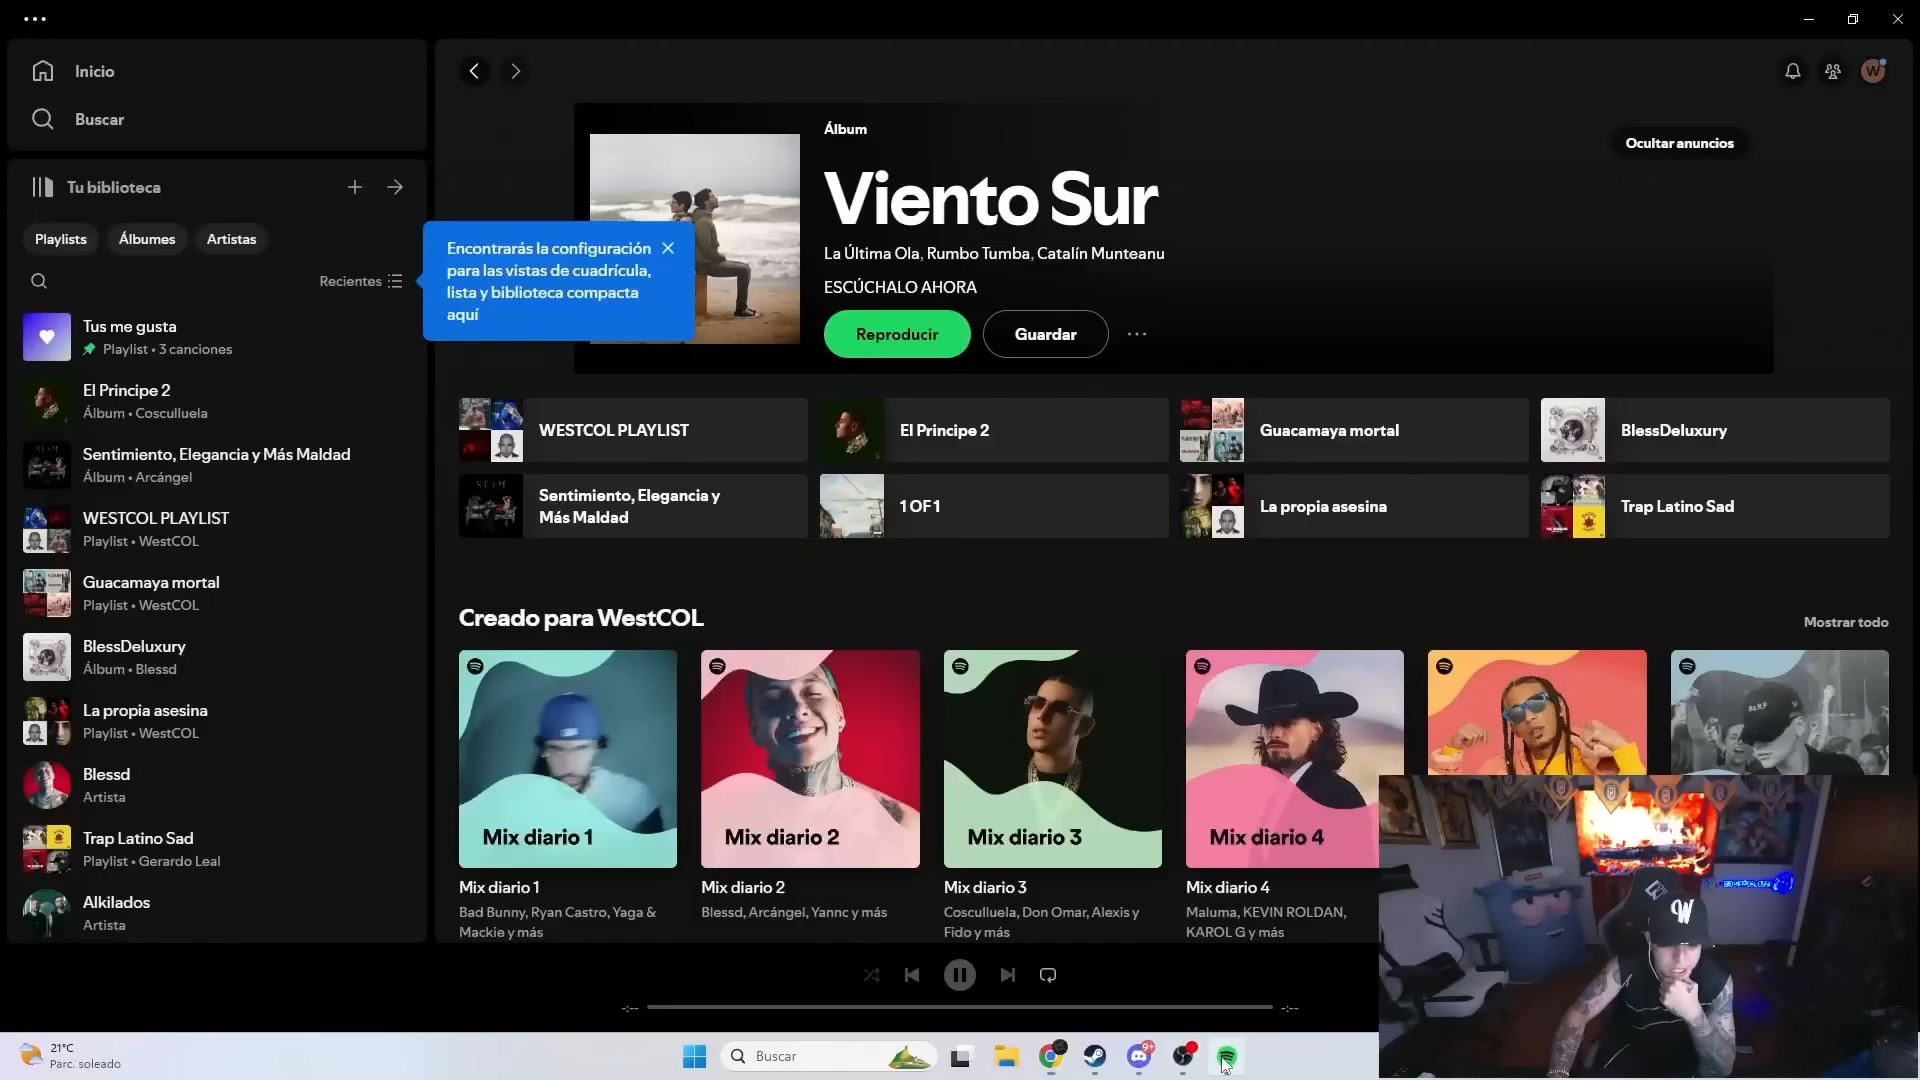 Inicio
Buscar
Tu biblioteca
Playlists
Álbumes
Artistas
Recientes
Tus me gusta
Playlist • 3 canciones
El Principe 2
Álbum • Cosculluela
Sentimiento, Elegancia y Más Maldad
Álbum • Arcángel
WESTCOL PLAYLIST
Playlist • WestCOL
Guacamaya mortal
Playlist • WestCOL
BlessDeluxury
Álbum • Blessd
La propia asesina
Playlist • WestCOL
Blessd
Artista
Trap Latino Sad
Playlist • Gerardo Leal
Alkilados
Artista
Encontrarás la configuración
para las vistas de cuadrícula,
lista y biblioteca compacta
aquí
W
Álbum
Ocultar anuncios
Viento Sur
La Última Ola, Rumbo Tumba, Catalín Munteanu
ESCÚCHALO AHORA
Reproducir
Guardar
WESTCOL PLAYLIST
El Principe 2
Guacamaya mortal
BlessDeluxury
Sentimiento, Elegancia y
Más Maldad
1 OF 1
La propia asesina
Trap Latino Sad
Creado para WestCOL
Mostrar todo
Mix diario 1
Mix diario 2
Mix diario 3
Mix diario 4
Mix diario 1
Bad Bunny, Ryan Castro, Yaga &
Mackie y más
Mix diario 2
Blessd, Arcángel, Yannc y más
Mix diario 3
Cosculluela, Don Omar, Alexis y
Fido y más
Mix diario 4
Maluma, KEVIN ROLDAN,
KAROL G y más
-:--
-:--
W
21°C
Parc. soleado
Buscar
9+